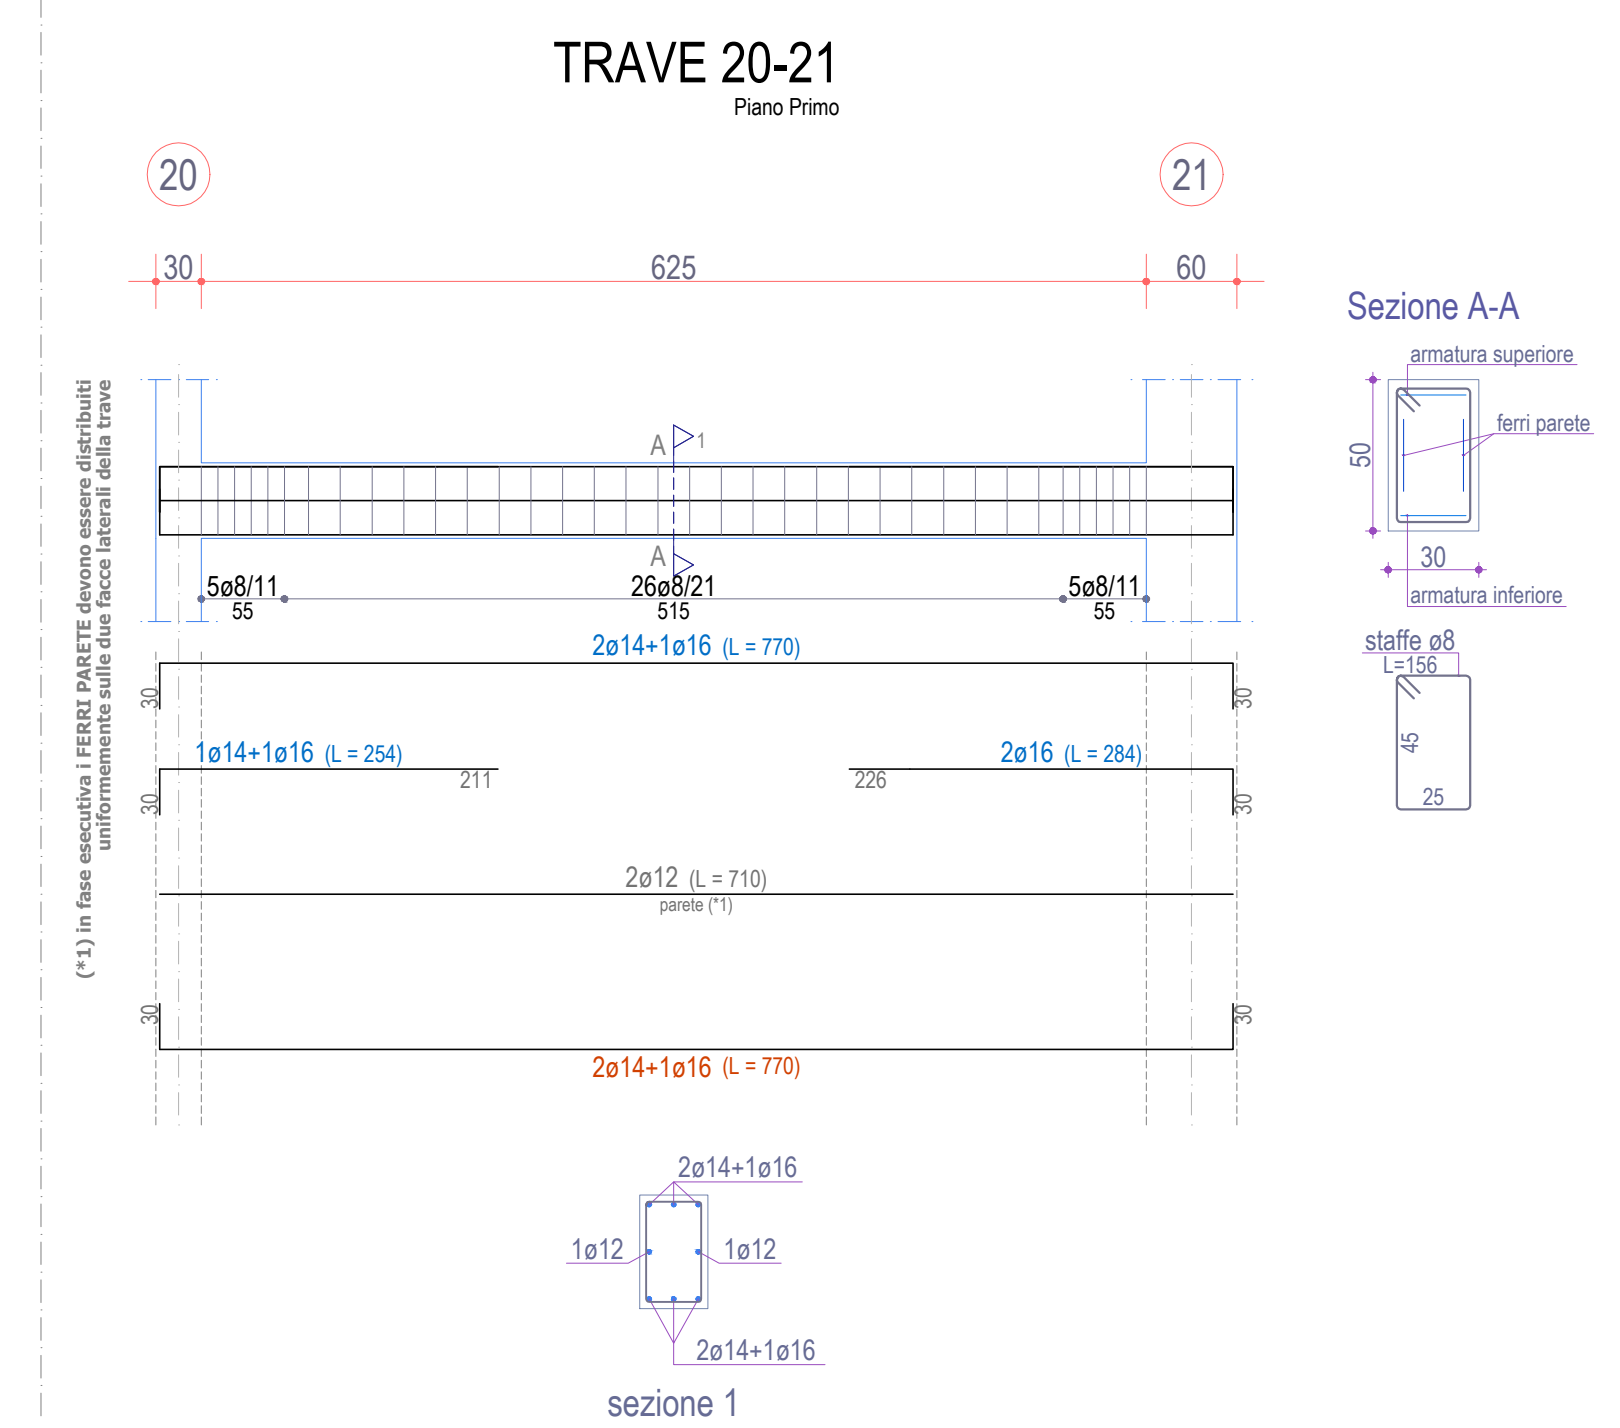 TRAVE 20-21
Piano Primo
20
21
30
625
60
Sezione A-A
armatura superiore
ferri parete
50
30
armatura inferiore
(*1) in fase esecutiva i FERRI PARETE devono essere distribuiti
uniformemente sulle due facce laterali della trave
A
1
A
5ø8/11
26ø8/21
5ø8/11
55
515
55
staffe ø8
L=156
45
25
2ø14+1ø16 (L = 770)
30
30
1ø14+1ø16 (L = 254)
2ø16 (L = 284)
211
226
30
30
2ø12 (L = 710)
parete (*1)
30
30
2ø14+1ø16 (L = 770)
2ø14+1ø16
1ø12
1ø12
2ø14+1ø16
sezione 1